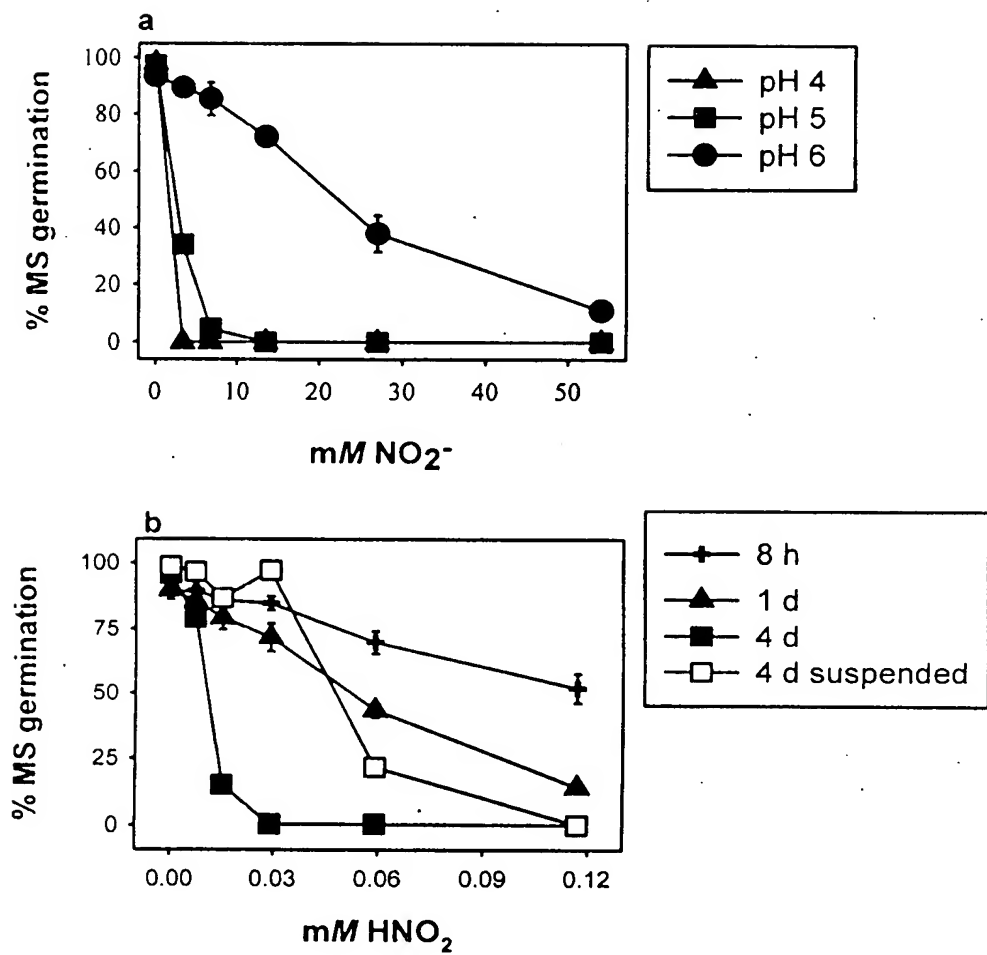 a
100
80
60
40
20
0
% MS germination
0 10 20 30 40 50
mM NO₂⁻
pH 4
pH 5
pH 6
b
100
75
50
25
0
% MS germination
0.00 0.03 0.06 0.09 0.12
mM HNO₂
8 h
1 d
4 d
4 d suspended